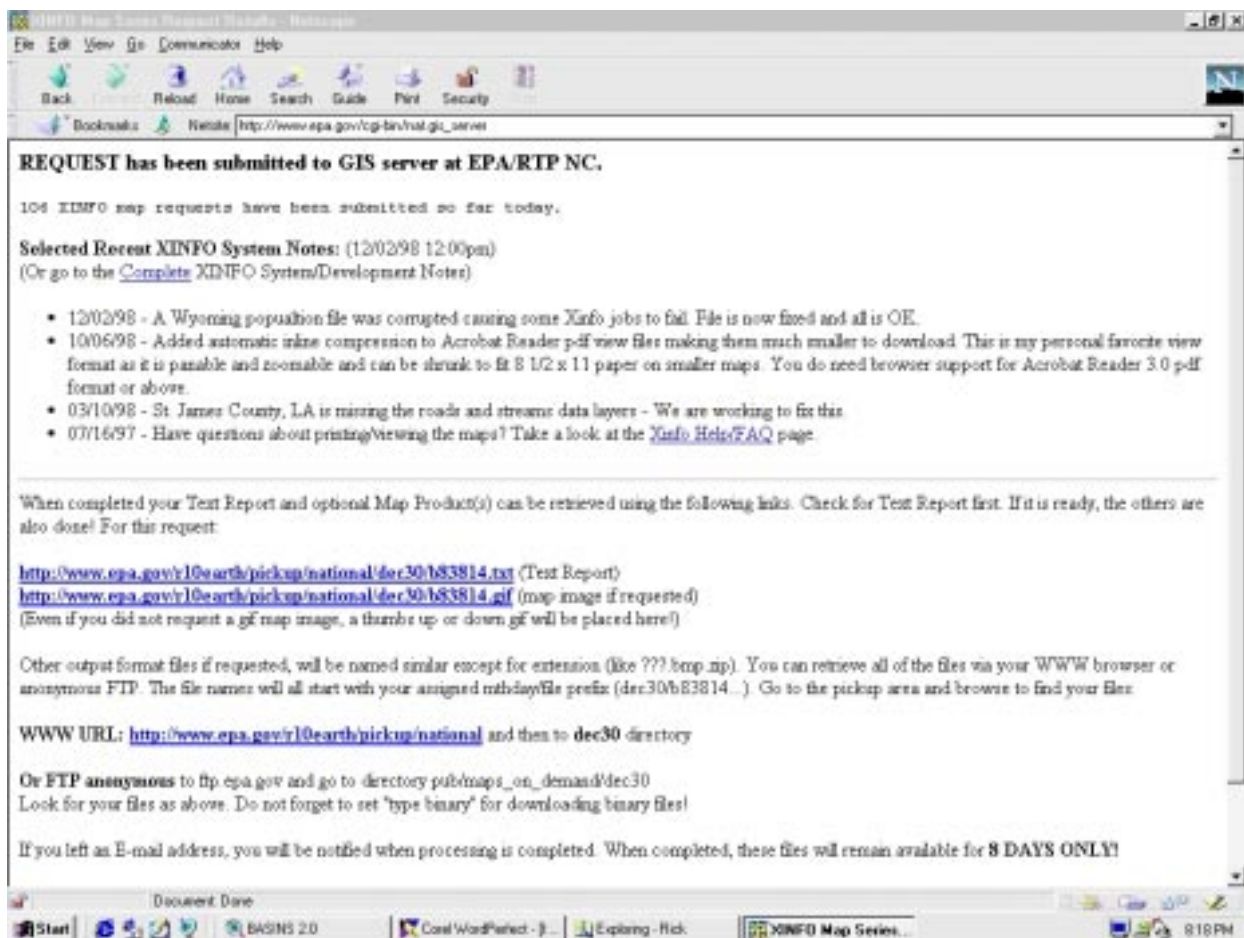 XINFO Map Series Request Results - Netscape
File Edit View Go Communicator Help
Back Reload Home Search Guide Print Security
Bookmarks Netsite http://www.epa.gov/cgi-bin/nat.gis_server
REQUEST has been submitted to GIS server at EPA/RTP NC.
106 XINFO map requests have been submitted so far today.
Selected Recent XINFO System Notes: (12/02/98 12:00pm)
(Or go to the Complete XINFO System/Development Notes)
• 12/02/98 - A Wyoming popualtion file was corrupted causing some Xinfo jobs to fail. File is now fixed and all is OK.
• 10/06/98 - Added automatic inline compression to Acrobat Reader pdf view files making them much smaller to download. This is my personal favorite view
format as it is panable and zoomable and can be shrunk to fit 8 1/2 x 11 paper on smaller maps. You do need browser support for Acrobat Reader 3.0 pdf
format or above.
• 03/10/98 - St. James County, LA is missing the roads and streams data layers - We are working to fix this.
• 07/16/97 - Have questions about printing/viewing the maps? Take a look at the Xinfo Help/FAQ page.
When completed your Text Report and optional Map Product(s) can be retrieved using the following links. Check for Text Report first. If it is ready, the others are
also done! For this request:
http://www.epa.gov/r10earth/pickup/national/dec30/b83814.txt (Text Report)
http://www.epa.gov/r10earth/pickup/national/dec30/b83814.gif (map image if requested)
(Even if you did not request a gif map image, a thumbs up or down gif will be placed here!)
Other output format files if requested, will be named similar except for extension (like ???.bmp.zip). You can retrieve all of the files via your WWW browser or
anonymous FTP. The file names will all start with your assigned mthday/file prefix (dec30/b83814...). Go to the pickup area and browse to find your files:
WWW URL: http://www.epa.gov/r10earth/pickup/national and then to dec30 directory
Or FTP anonymous to ftp.epa.gov and go to directory pub/maps_on_demand/dec30
Look for your files as above. Do not forget to set "type binary" for downloading binary files!
If you left an E-mail address, you will be notified when processing is completed. When completed, these files will remain available for 8 DAYS ONLY!
Document: Done
Start BASINS 2.0 Corel WordPerfect - Exploring - Rick XINFO Map Series... 8:18 PM